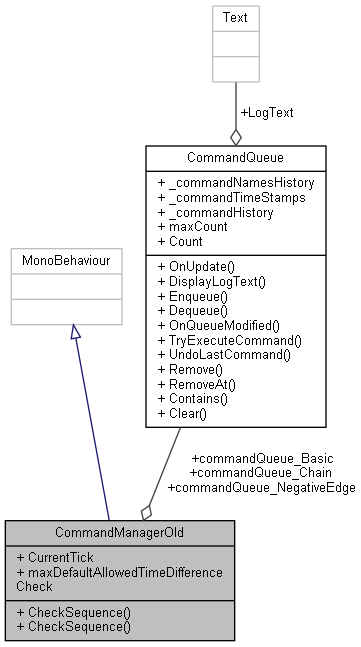 Text
+LogText
CommandQueue
+ _commandNamesHistory
+ _commandTimeStamps
+ _commandHistory
+ maxCount
+ Count
+ OnUpdate()
+ DisplayLogText()
+ Enqueue()
+ Dequeue()
+ OnQueueModified()
+ TryExecuteCommand()
+ UndoLastCommand()
+ Remove()
+ RemoveAt()
+ Contains()
+ Clear()
MonoBehaviour
+commandQueue_Basic
+commandQueue_Chain
+commandQueue_NegativeEdge
CommandManagerOld
+ CurrentTick
+ maxDefaultAllowedTimeDifference
Check
+ CheckSequence()
+ CheckSequence()